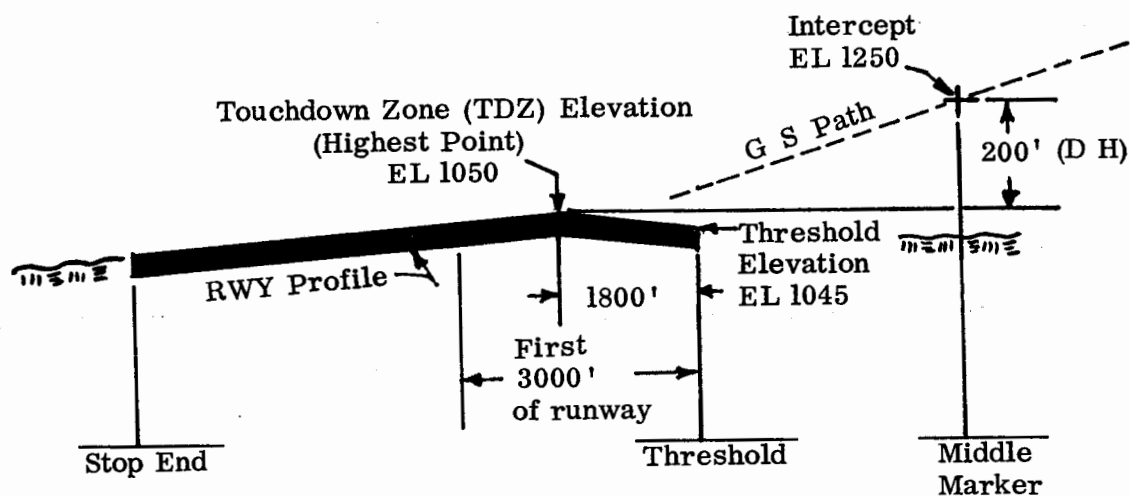 Intercept
EL 1250
Touchdown Zone (TDZ) Elevation
(Highest Point)
EL 1050
G S Path
200' (D H)
RWY Profile
1800'
Threshold
Elevation
EL 1045
First
3000'
of runway
Stop End
Threshold
Middle
Marker